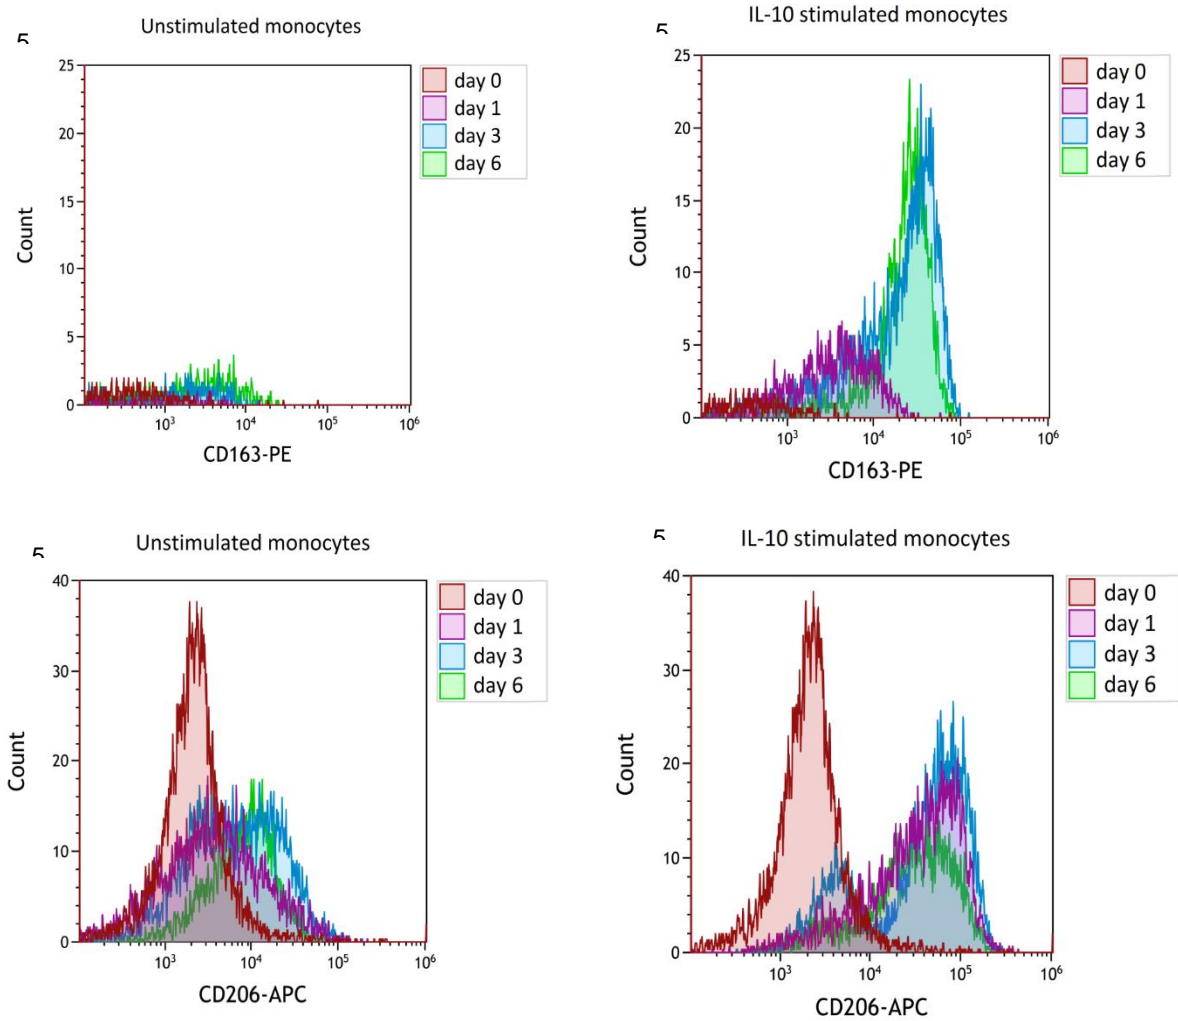 Unstimulated monocytes
5
25
20
15
10
5
0
Count
10³ 10⁴ 10⁵ 10⁶
CD163-PE
day 0
day 1
day 3
day 6
IL-10 stimulated monocytes
5
25
20
15
10
5
0
Count
10³ 10⁴ 10⁵ 10⁶
CD163-PE
day 0
day 1
day 3
day 6
Unstimulated monocytes
5
40
30
20
10
0
Count
10³ 10⁴ 10⁵ 10⁶
CD206-APC
day 0
day 1
day 3
day 6
IL-10 stimulated monocytes
5
40
30
20
10
0
Count
10³ 10⁴ 10⁵ 10⁶
CD206-APC
day 0
day 1
day 3
day 6